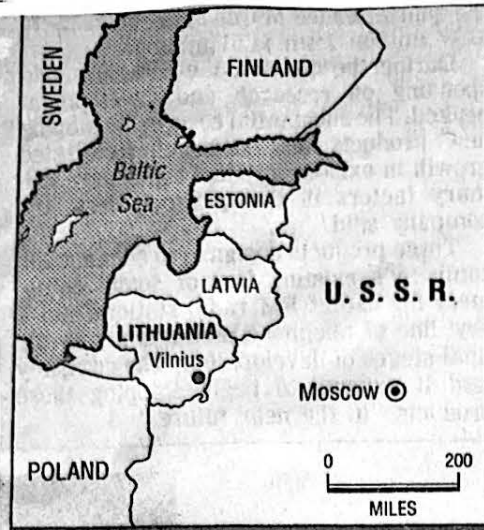 SWEDEN
FINLAND
Baltic
Sea
ESTONIA
LATVIA
U. S. S. R.
LITHUANIA
Vilnius
Moscow
POLAND
0 200
MILES